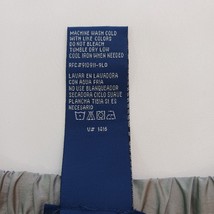 MACHINE WASH COLD
WITH LIKE COLORS
DO NOT BLEACH
TUMBLE DRY LOW
COOL IRON WHEN NEEDED
LAVAR EN LAVADORA
CON AGUA FRIA
NO USE BLANQUEADOR
SECADORA CICLO SUAVE
PLANCHA TIBIA SI ES
NECESARIO